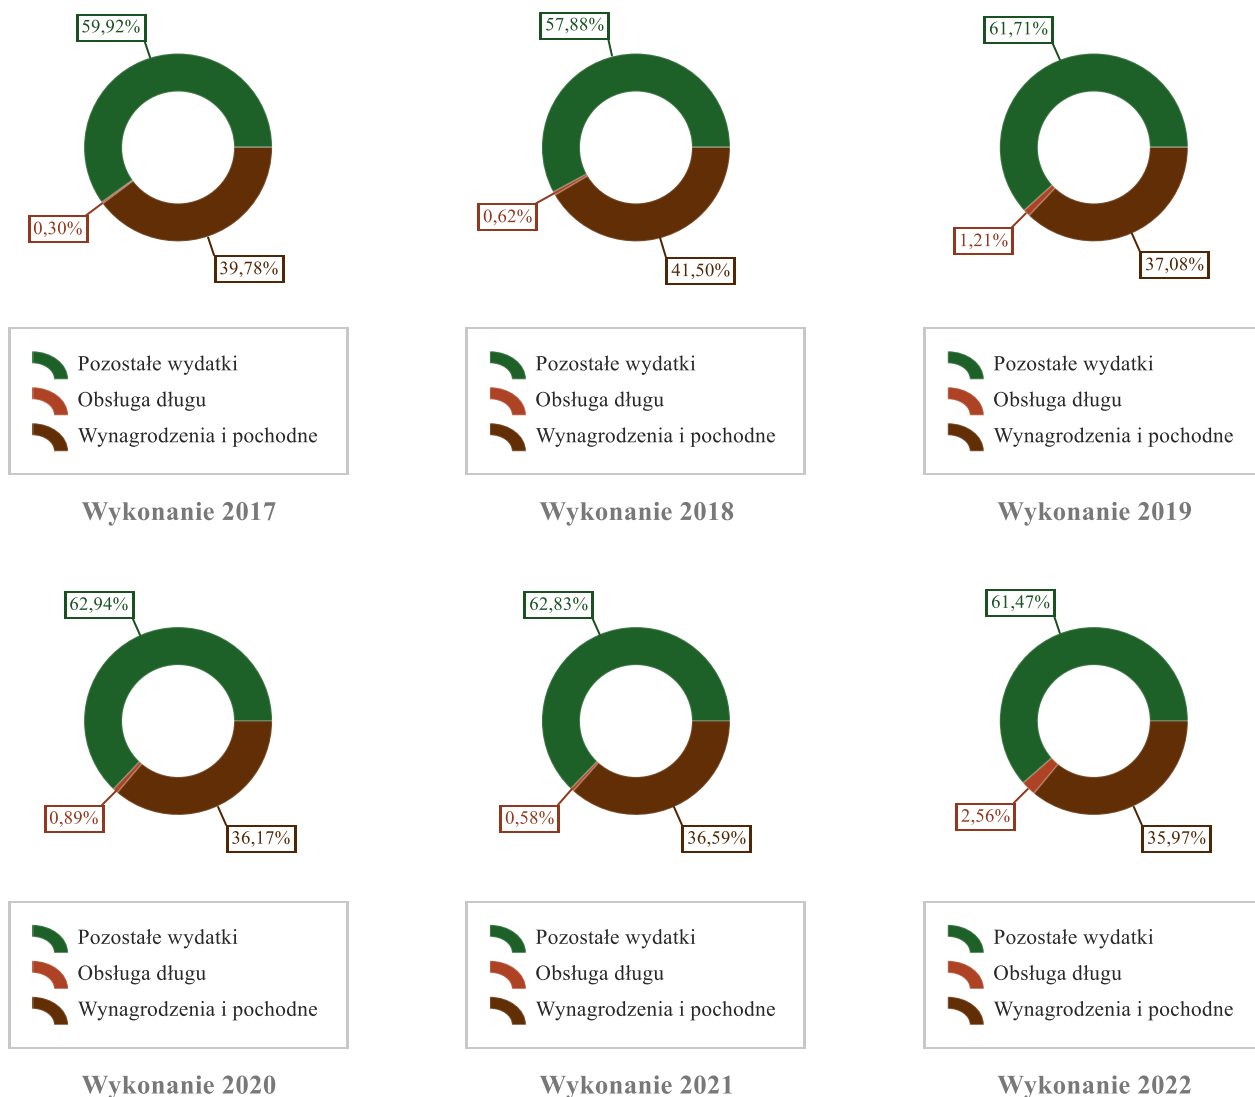 59,92%
0,30%
39,78%
Pozostałe wydatki
Obsługa długu
Wynagrodzenia i pochodne
Wykonanie 2017
57,88%
0,62%
41,50%
Pozostałe wydatki
Obsługa długu
Wynagrodzenia i pochodne
Wykonanie 2018
61,71%
1,21%
37,08%
Pozostałe wydatki
Obsługa długu
Wynagrodzenia i pochodne
Wykonanie 2019
62,94%
0,89%
36,17%
Pozostałe wydatki
Obsługa długu
Wynagrodzenia i pochodne
Wykonanie 2020
62,83%
0,58%
36,59%
Pozostałe wydatki
Obsługa długu
Wynagrodzenia i pochodne
Wykonanie 2021
61,47%
2,56%
35,97%
Pozostałe wydatki
Obsługa długu
Wynagrodzenia i pochodne
Wykonanie 2022